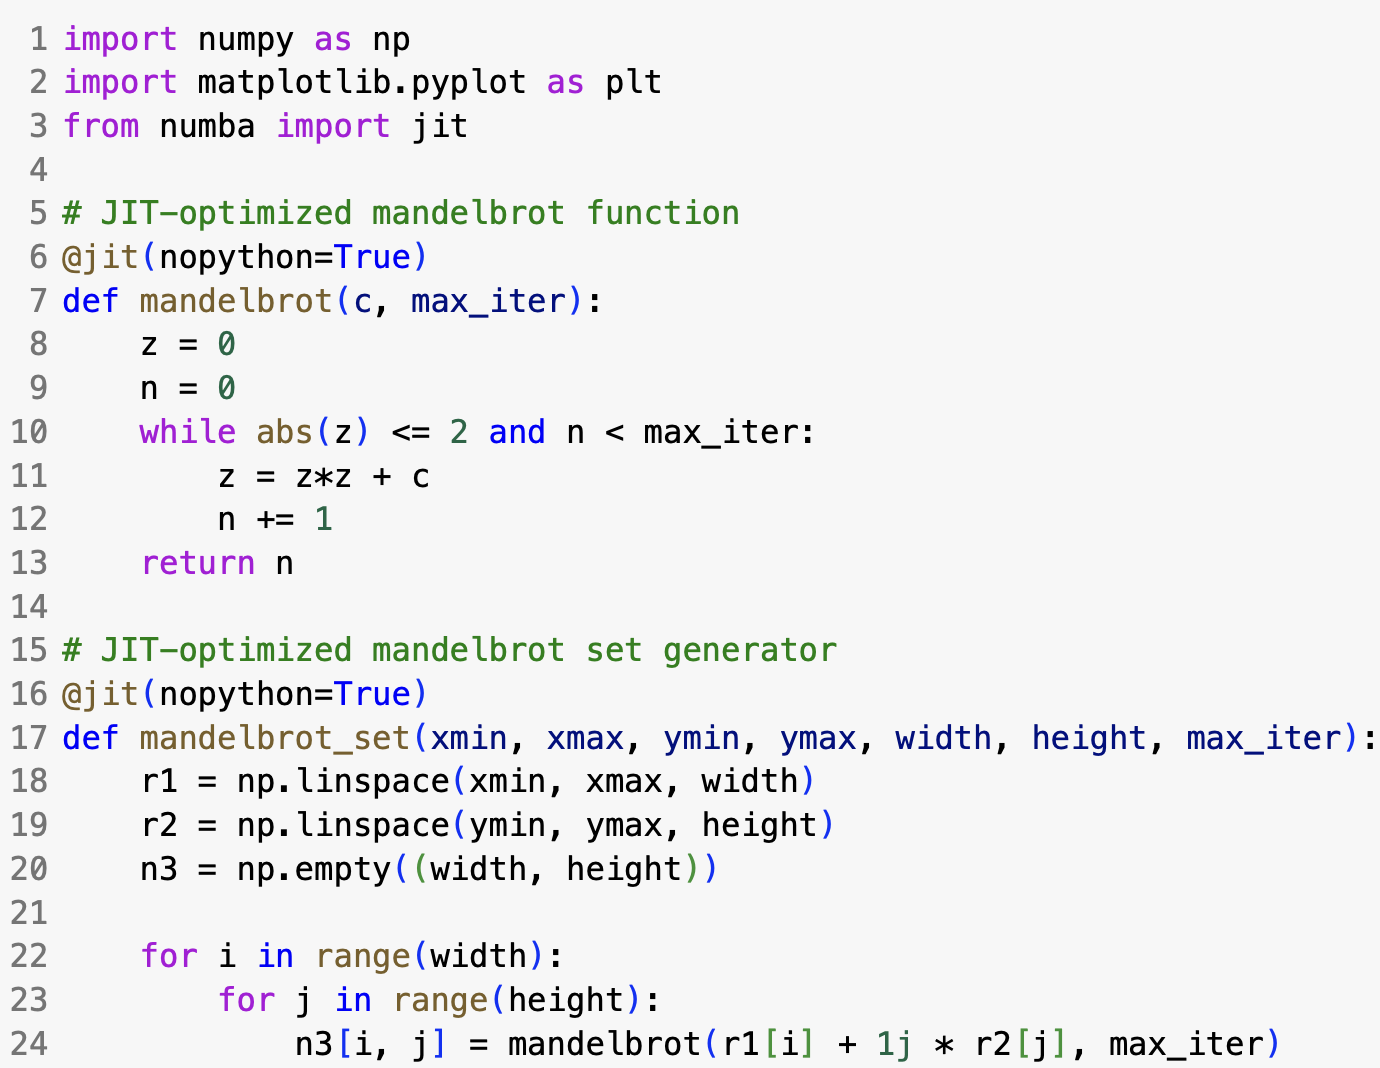 1 import numpy as np
2 import matplotlib.pyplot as plt
3 from numba import jit
4
5 # JIT-optimized mandelbrot function
6 @jit(nopython=True)
7 def mandelbrot(c, max_iter):
8     z = 0
9     n = 0
10     while abs(z) <= 2 and n < max_iter:
11         z = z*z + c
12         n += 1
13     return n
14
15 # JIT-optimized mandelbrot set generator
16 @jit(nopython=True)
17 def mandelbrot_set(xmin, xmax, ymin, ymax, width, height, max_iter):
18     r1 = np.linspace(xmin, xmax, width)
19     r2 = np.linspace(ymin, ymax, height)
20     n3 = np.empty((width, height))
21
22     for i in range(width):
23         for j in range(height):
24             n3[i, j] = mandelbrot(r1[i] + 1j * r2[j], max_iter)